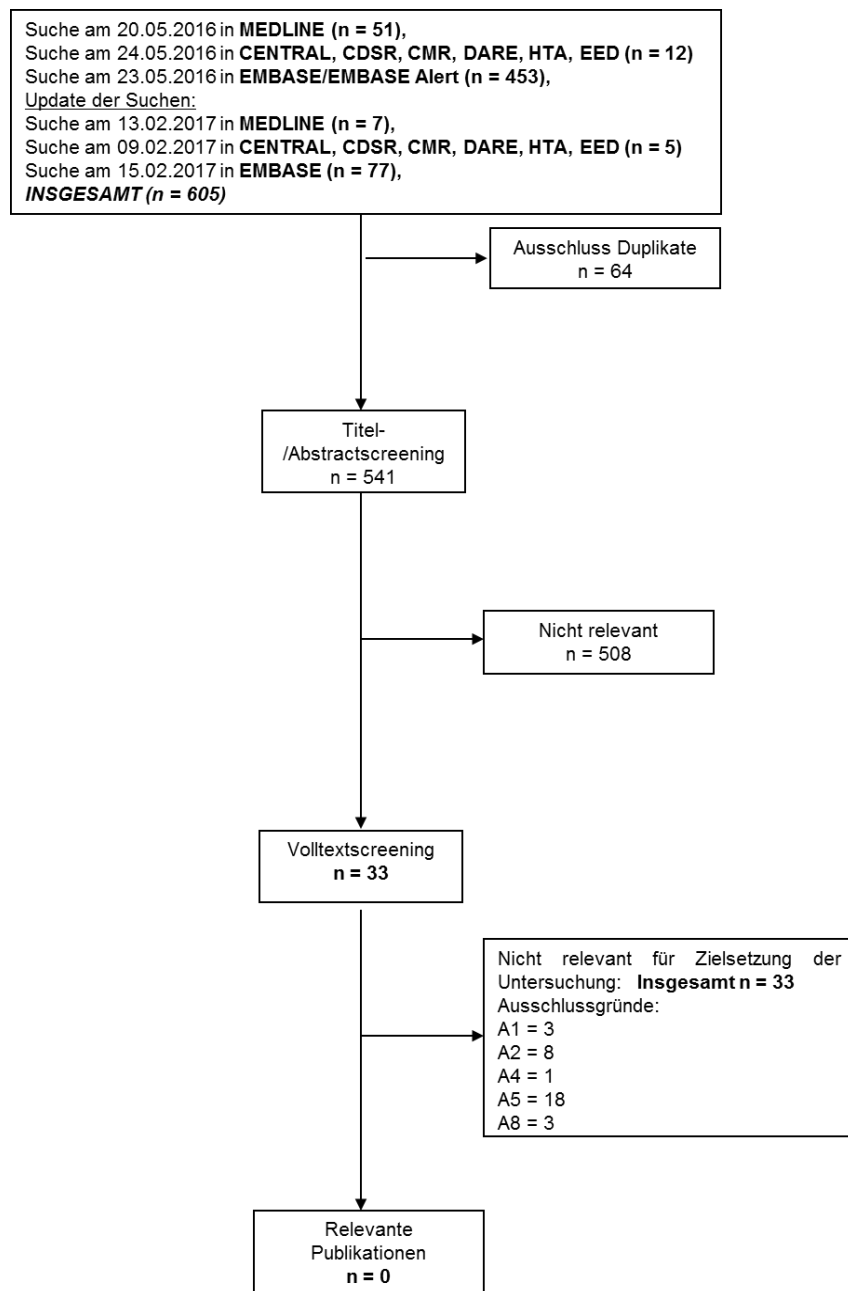 Suche am 20.05.2016 in MEDLINE (n = 51),
Suche am 24.05.2016 in CENTRAL, CDSR, CMR, DARE, HTA, EED (n = 12)
Suche am 23.05.2016 in EMBASE/EMBASE Alert (n = 453),
Update der Suchen:
Suche am 13.02.2017 in MEDLINE (n = 7),
Suche am 09.02.2017 in CENTRAL, CDSR, CMR, DARE, HTA, EED (n = 5)
Suche am 15.02.2017 in EMBASE (n = 77),
INSGESAMT (n = 605)
Ausschluss Duplikate
n = 64
Titel-
/Abstractscreening
n = 541
Nicht relevant
n = 508
Volltextscreening
n = 33
Nicht relevant für Zielsetzung der
Untersuchung: Insgesamt n = 33
Ausschlussgründe:
A1 = 3
A2 = 8
A4 = 1
A5 = 18
A8 = 3
Relevante
Publikationen
n = 0